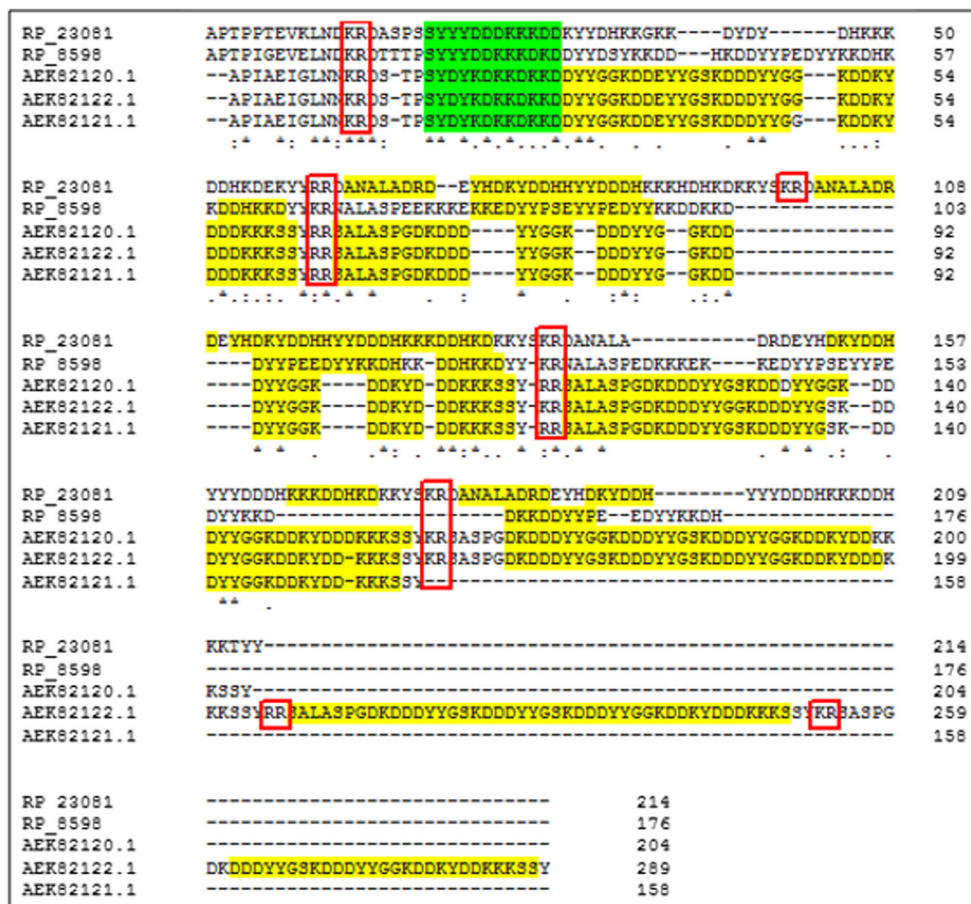 RP_23081 APTPPTEVKLNDKRDASPSSYYYDDDKKKDDKYYDHKKGKK----DYDY------DHKKK 50
RP_8598 APTPIGEVELNDKRDTTTPSYYYDDDKKKDKDDYYDSYKKDD---HKDDYYPEDYYKKDHK 57
AEK82120.1 --APIAEIGLNNKRDS-TPSYDYKDKKDKKDDYYGGKDDEYYGSKDDDYYGG---KDDKY 54
AEK82122.1 --APIAEIGLNNKRDS-TPSYDYKDKKDKKDDYYGGKDDEYYGSKDDDYYGG---KDDKY 54
AEK82121.1 --APIAEIGLNNKRDS-TPSYDYKDKKDKKDDYYGGKDDEYYGSKDDDYYGG---KDDKY 54
RP_23081 DDHKDEKYYRRDANALADRD--EYHDKYDDHHYYDDDHKKKHDHKDKKYSKRDANALADR 108
RP_8598 KDDHKKDYYKRNALASPEEKKKEKKEDYYPSEYYPEDYYKKDDKKD-------------- 103
AEK82120.1 DDDKKKSSYRRSALASPGDKDDD----YYGGK--DDDYYG--GKDD-------------- 92
AEK82122.1 DDDKKKSSYRRSALASPGDKDDD----YYGGK--DDDYYG--GKDD-------------- 92
AEK82121.1 DDDKKKSSYRRSALASPGDKDDD----YYGGK--DDDYYG--GKDD-------------- 92
RP_23081 DEYHDKYDDHHYYDDDHKKKDDHKDKKYSKRDANALA-----------DRDEYHDKYDDH 157
RP_8598 ----DYYPEEDYYKKDHKK-DDHKKDYY-KRNALASPEDKKKEK----KEDYYPSEYYPE 153
AEK82120.1 ----DYYGGK----DDKYD-DDKKKSSY-RRSALASPGDKDDDYYGSKDDDYYGGK--DD 140
AEK82122.1 ----DYYGGK----DDKYD-DDKKKSSY-KRSALASPGDKDDDYYGGKDDDYYGSK--DD 140
AEK82121.1 ----DYYGGK----DDKYD-DDKKKSSY-RRSALASPGDKDDDYYGSKDDDYYGSK--DD 140
RP_23081 YYYDDDHKKKDDHKDKKYSKRDANALADRDEYHDKYDDH--------YYYDDDHKKKDDH 209
RP_8598 DYYKKD--------------------DKKDDYYPE--EDYYKKDH--------------- 176
AEK82120.1 DYYGGKDDKYDDDKKKSSYKRSASPGDKDDDYYGGKDDDYYGSKDDDYYGGKDDKYDDKK 200
AEK82122.1 DYYGGKDDKYDD-KKKSSYKRSASPGDKDDDYYGGKDDDYYGSKDDDYYGGKDDKYDDDK 199
AEK82121.1 DYYGGKDDKYDD-KKKSSY----------------------------------------- 158
RP_23081 KKTYY------------------------------------------------------- 214
RP_8598 ------------------------------------------------------------ 176
AEK82120.1 KSSY-------------------------------------------------------- 204
AEK82122.1 KKSSYRRSALASPGDKDDDYYGSKDDDYYGSKDDDYYGGKDDKYDDDKKKSSYKRSASPG 259
AEK82121.1 ------------------------------------------------------------ 158
RP_23081 ------------------------------ 214
RP_8598 ------------------------------ 176
AEK82120.1 ------------------------------ 204
AEK82122.1 DKDDDYYGSKDDDYYGGKDDKYDDKKKSSY 289
AEK82121.1 ------------------------------ 158